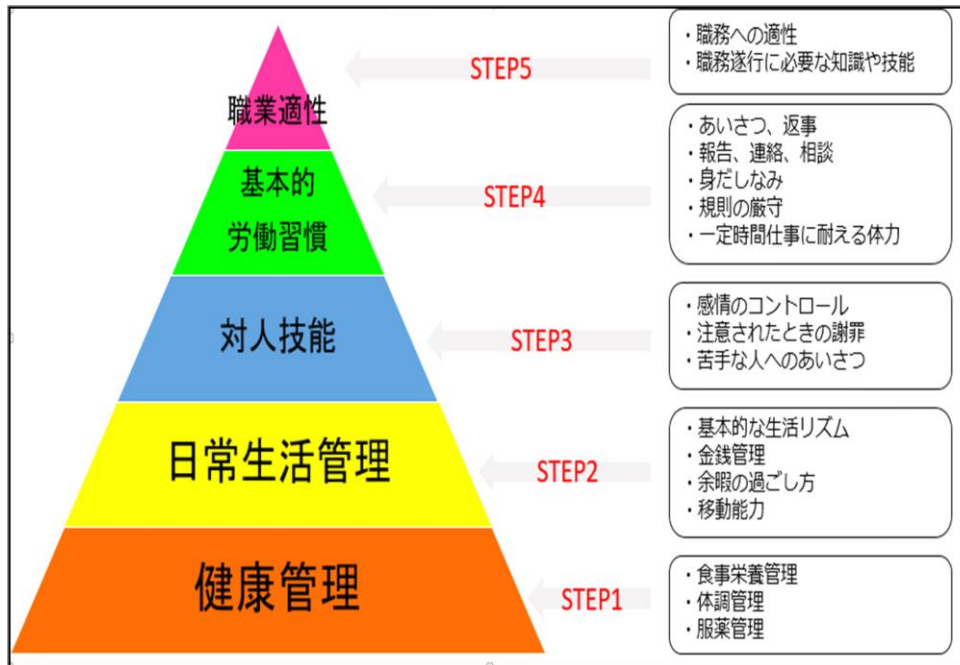 職業適性
STEP5
・職務への適性
・職務遂行に必要な知識や技能
基本的
労働習慣
STEP4
・あいさつ、返事
・報告、連絡、相談
・身だしなみ
・規則の厳守
・一定時間仕事に耐える体力
対人技能
STEP3
・感情のコントロール
・注意されたときの謝罪
・苦手な人へのあいさつ
日常生活管理
STEP2
・基本的な生活リズム
・金銭管理
・余暇の過ごし方
・移動能力
健康管理
STEP1
・食事栄養管理
・体調管理
・服薬管理